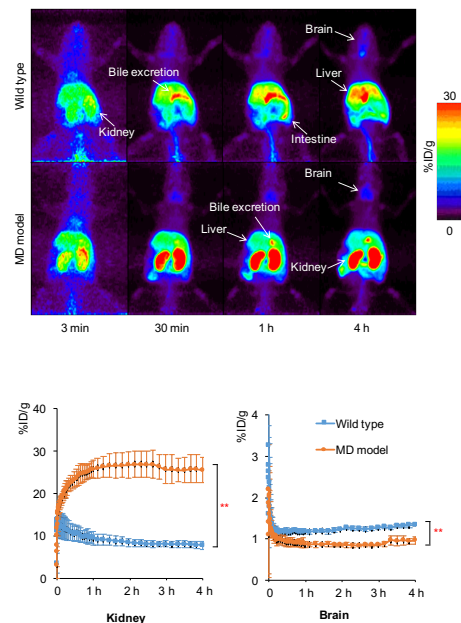 Brain
Bile excretion
Liver
30
Wild type
Kidney
Intestine
%ID/g
Brain
Bile excretion
0
Liver
MD model
Kidney
3 min
30 min
1 h
4 h
%ID/g
%ID/g
40
4
Wild type
MD model
30
3
20
**
2
10
1
**
0
0
0
1 h
2 h
3 h
4 h
0
1 h
2 h
3 h
4 h
Kidney
Brain